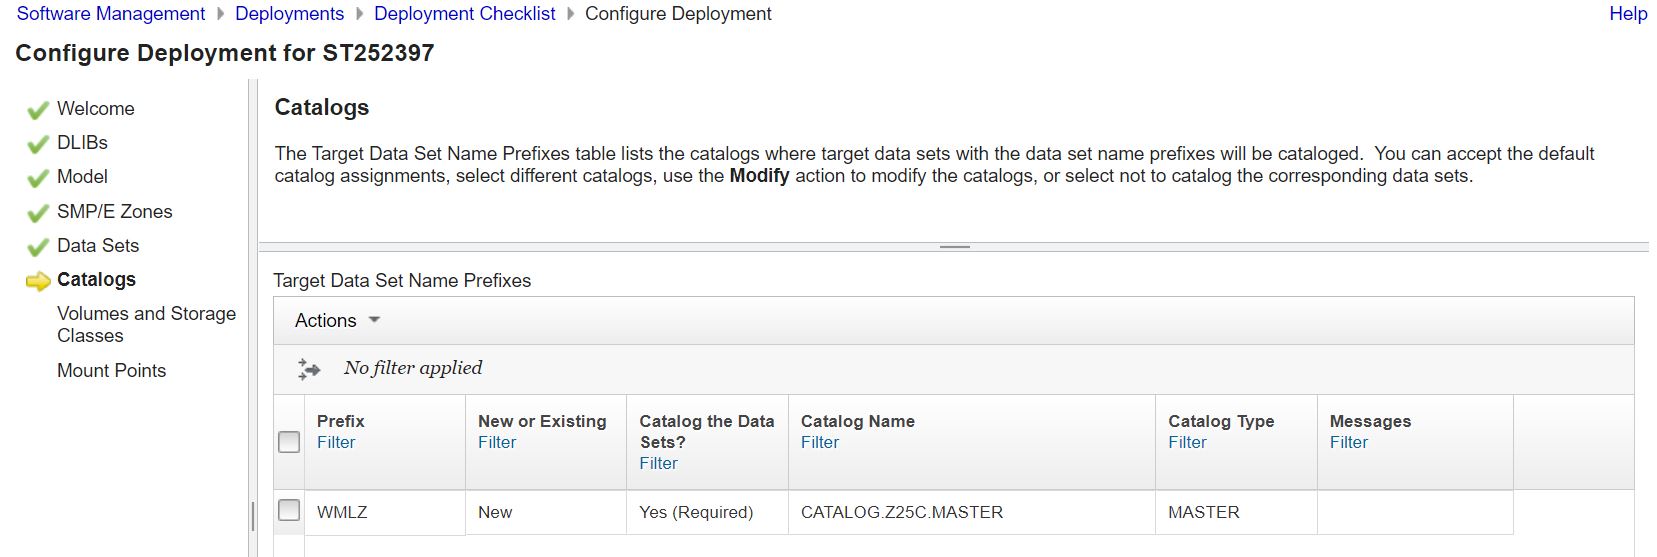 Software Management Deployments Deployment Checklist Configure Deployment Help
Configure Deployment for ST252397
Welcome
DLIBs
Model
SMP/E Zones
Data Sets
Catalogs
Volumes and Storage
Classes
Mount Points
Catalogs
The Target Data Set Name Prefixes table lists the catalogs where target data sets with the data set name prefixes will be cataloged. You can accept the default
catalog assignments, select different catalogs, use the Modify action to modify the catalogs, or select not to catalog the corresponding data sets.
Target Data Set Name Prefixes
Actions
No filter applied
Prefix New or Existing Catalog the Data Catalog Name Catalog Type Messages
Filter Filter Sets? Filter Filter Filter
Filter
WMLZ New Yes (Required) CATALOG.Z25C.MASTER MASTER